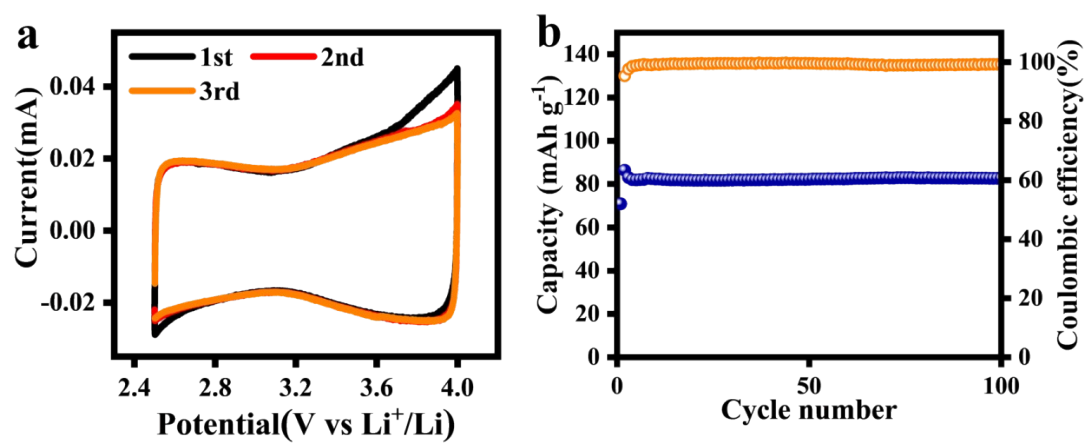 a
1st
2nd
3rd
Current(mA)
0.04
0.02
0.00
-0.02
2.4
2.8
3.2
3.6
4.0
Potential(V vs Li⁺/Li)
b
Capacity (mAh g⁻¹)
140
120
100
80
60
40
20
0
0
50
100
Cycle number
100
80
60
40
20
0
Coulombic efficiency(%)